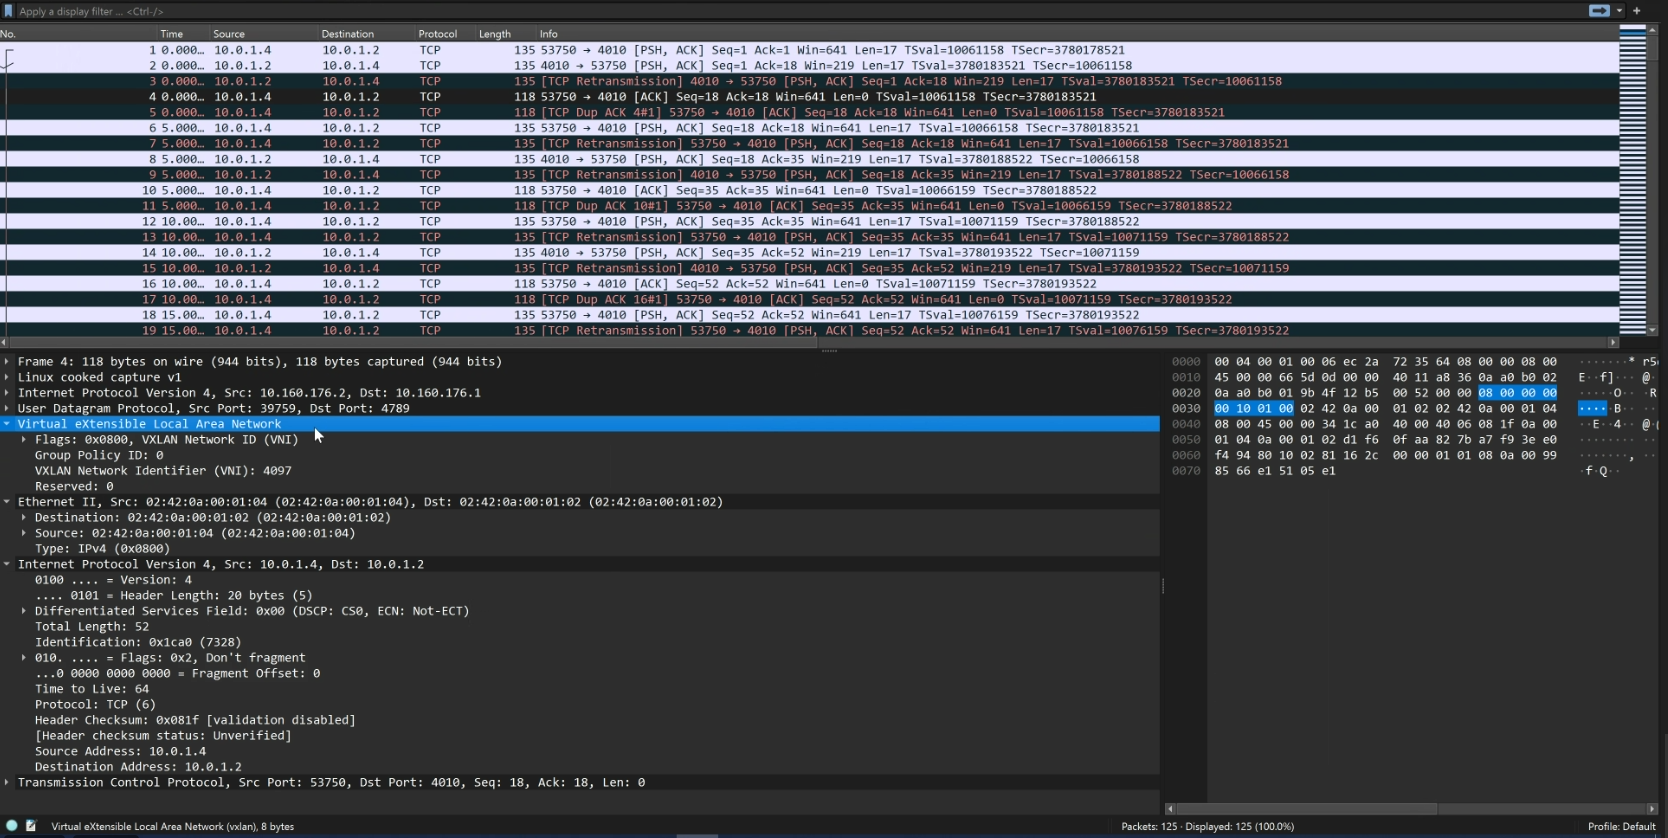 Apply a display filter ... <Ctrl-/>
No. Time Source Destination Protocol Length Info
1 0.000… 10.0.1.4 10.0.1.2 TCP 135 53750 → 4010 [PSH, ACK] Seq=1 Ack=1 Win=641 Len=17 TSval=10061158 TSecr=3780178521
2 0.000… 10.0.1.2 10.0.1.4 TCP 135 4010 → 53750 [PSH, ACK] Seq=1 Ack=18 Win=219 Len=17 TSval=3780183521 TSecr=10061158
3 0.000… 10.0.1.2 10.0.1.4 TCP 135 [TCP Retransmission] 4010 → 53750 [PSH, ACK] Seq=1 Ack=18 Win=219 Len=17 TSval=3780183521 TSecr=10061158
4 0.000… 10.0.1.4 10.0.1.2 TCP 118 53750 → 4010 [ACK] Seq=18 Ack=18 Win=641 Len=0 TSval=10061158 TSecr=3780183521
5 0.000… 10.0.1.4 10.0.1.2 TCP 118 [TCP Dup ACK 4#1] 53750 → 4010 [ACK] Seq=18 Ack=18 Win=641 Len=0 TSval=10061158 TSecr=3780183521
6 5.000… 10.0.1.4 10.0.1.2 TCP 135 53750 → 4010 [PSH, ACK] Seq=18 Ack=18 Win=641 Len=17 TSval=10066158 TSecr=3780183521
7 5.000… 10.0.1.4 10.0.1.2 TCP 135 [TCP Retransmission] 53750 → 4010 [PSH, ACK] Seq=18 Ack=18 Win=641 Len=17 TSval=10066158 TSecr=3780183521
8 5.000… 10.0.1.2 10.0.1.4 TCP 135 4010 → 53750 [PSH, ACK] Seq=18 Ack=35 Win=219 Len=17 TSval=3780188522 TSecr=10066158
9 5.000… 10.0.1.2 10.0.1.4 TCP 135 [TCP Retransmission] 4010 → 53750 [PSH, ACK] Seq=18 Ack=35 Win=219 Len=17 TSval=3780188522 TSecr=10066158
10 5.000… 10.0.1.4 10.0.1.2 TCP 118 53750 → 4010 [ACK] Seq=35 Ack=35 Win=641 Len=0 TSval=10066159 TSecr=3780188522
11 5.000… 10.0.1.4 10.0.1.2 TCP 118 [TCP Dup ACK 10#1] 53750 → 4010 [ACK] Seq=35 Ack=35 Win=641 Len=0 TSval=10066159 TSecr=3780188522
12 10.00… 10.0.1.4 10.0.1.2 TCP 135 53750 → 4010 [PSH, ACK] Seq=35 Ack=35 Win=641 Len=17 TSval=10071159 TSecr=3780188522
13 10.00… 10.0.1.4 10.0.1.2 TCP 135 [TCP Retransmission] 53750 → 4010 [PSH, ACK] Seq=35 Ack=35 Win=641 Len=17 TSval=10071159 TSecr=3780188522
14 10.00… 10.0.1.2 10.0.1.4 TCP 135 4010 → 53750 [PSH, ACK] Seq=35 Ack=52 Win=219 Len=17 TSval=3780193522 TSecr=10071159
15 10.00… 10.0.1.2 10.0.1.4 TCP 135 [TCP Retransmission] 4010 → 53750 [PSH, ACK] Seq=35 Ack=52 Win=219 Len=17 TSval=3780193522 TSecr=10071159
16 10.00… 10.0.1.4 10.0.1.2 TCP 118 53750 → 4010 [ACK] Seq=52 Ack=52 Win=641 Len=0 TSval=10071159 TSecr=3780193522
17 10.00… 10.0.1.4 10.0.1.2 TCP 118 [TCP Dup ACK 16#1] 53750 → 4010 [ACK] Seq=52 Ack=52 Win=641 Len=0 TSval=10071159 TSecr=3780193522
18 15.00… 10.0.1.4 10.0.1.2 TCP 135 53750 → 4010 [PSH, ACK] Seq=52 Ack=52 Win=641 Len=17 TSval=10076159 TSecr=3780193522
19 15.00… 10.0.1.4 10.0.1.2 TCP 135 [TCP Retransmission] 53750 → 4010 [PSH, ACK] Seq=52 Ack=52 Win=641 Len=17 TSval=10076159 TSecr=3780193522
Frame 4: 118 bytes on wire (944 bits), 118 bytes captured (944 bits)
Linux cooked capture v1
Internet Protocol Version 4, Src: 10.160.176.2, Dst: 10.160.176.1
User Datagram Protocol, Src Port: 39759, Dst Port: 4789
Virtual eXtensible Local Area Network
Flags: 0x0800, VXLAN Network ID (VNI)
Group Policy ID: 0
VXLAN Network Identifier (VNI): 4097
Reserved: 0
Ethernet II, Src: 02:42:0a:00:01:04 (02:42:0a:00:01:04), Dst: 02:42:0a:00:01:02 (02:42:0a:00:01:02)
Destination: 02:42:0a:00:01:02 (02:42:0a:00:01:02)
Source: 02:42:0a:00:01:04 (02:42:0a:00:01:04)
Type: IPv4 (0x0800)
Internet Protocol Version 4, Src: 10.0.1.4, Dst: 10.0.1.2
0100 .... = Version: 4
.... 0101 = Header Length: 20 bytes (5)
Differentiated Services Field: 0x00 (DSCP: CS0, ECN: Not-ECT)
Total Length: 52
Identification: 0x1ca0 (7328)
010. .... = Flags: 0x2, Don't fragment
...0 0000 0000 0000 = Fragment Offset: 0
Time to Live: 64
Protocol: TCP (6)
Header Checksum: 0x081f [validation disabled]
[Header checksum status: Unverified]
Source Address: 10.0.1.4
Destination Address: 10.0.1.2
Transmission Control Protocol, Src Port: 53750, Dst Port: 4010, Seq: 18, Ack: 18, Len: 0
0000 00 04 00 01 00 06 ec 2a 72 35 64 08 00 00 08 00 ·······* r5
0010 45 00 00 66 5d 0d 00 00 40 11 a8 36 0a a0 b0 02 E··f]··· @·
0020 0a a0 b0 01 9b 4f 12 b5 00 52 00 00 08 00 00 00 ·····O·· ·R
0030 00 10 01 00 02 42 0a 00 01 02 02 42 0a 00 01 04 ·····B·· ··
0040 08 00 45 00 00 34 1c a0 40 00 40 06 08 1f 0a 00 ··E··4·· @·
0050 01 04 0a 00 01 02 d1 f6 0f aa 82 7b a7 f9 3e e0 ········ ··
0060 f4 94 80 10 02 81 16 2c 00 00 01 01 08 0a 00 99 ·······, ··
0070 85 66 e1 51 05 e1 ·f·Q··
Virtual eXtensible Local Area Network (vxlan), 8 bytes Packets: 125 · Displayed: 125 (100.0%) Profile: Default